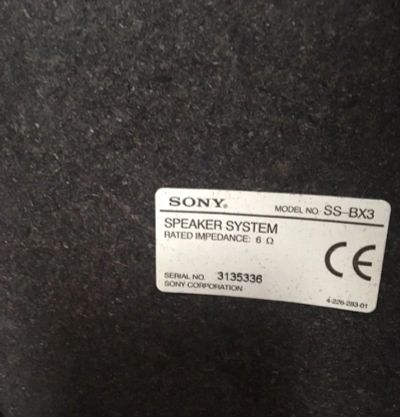 SONY® MODEL NO. SS-BX3
SPEAKER SYSTEM
RATED IMPEDANCE: 6 Ω
CE
SERIAL NO. 3135336
SONY CORPORATION
4-226-283-01